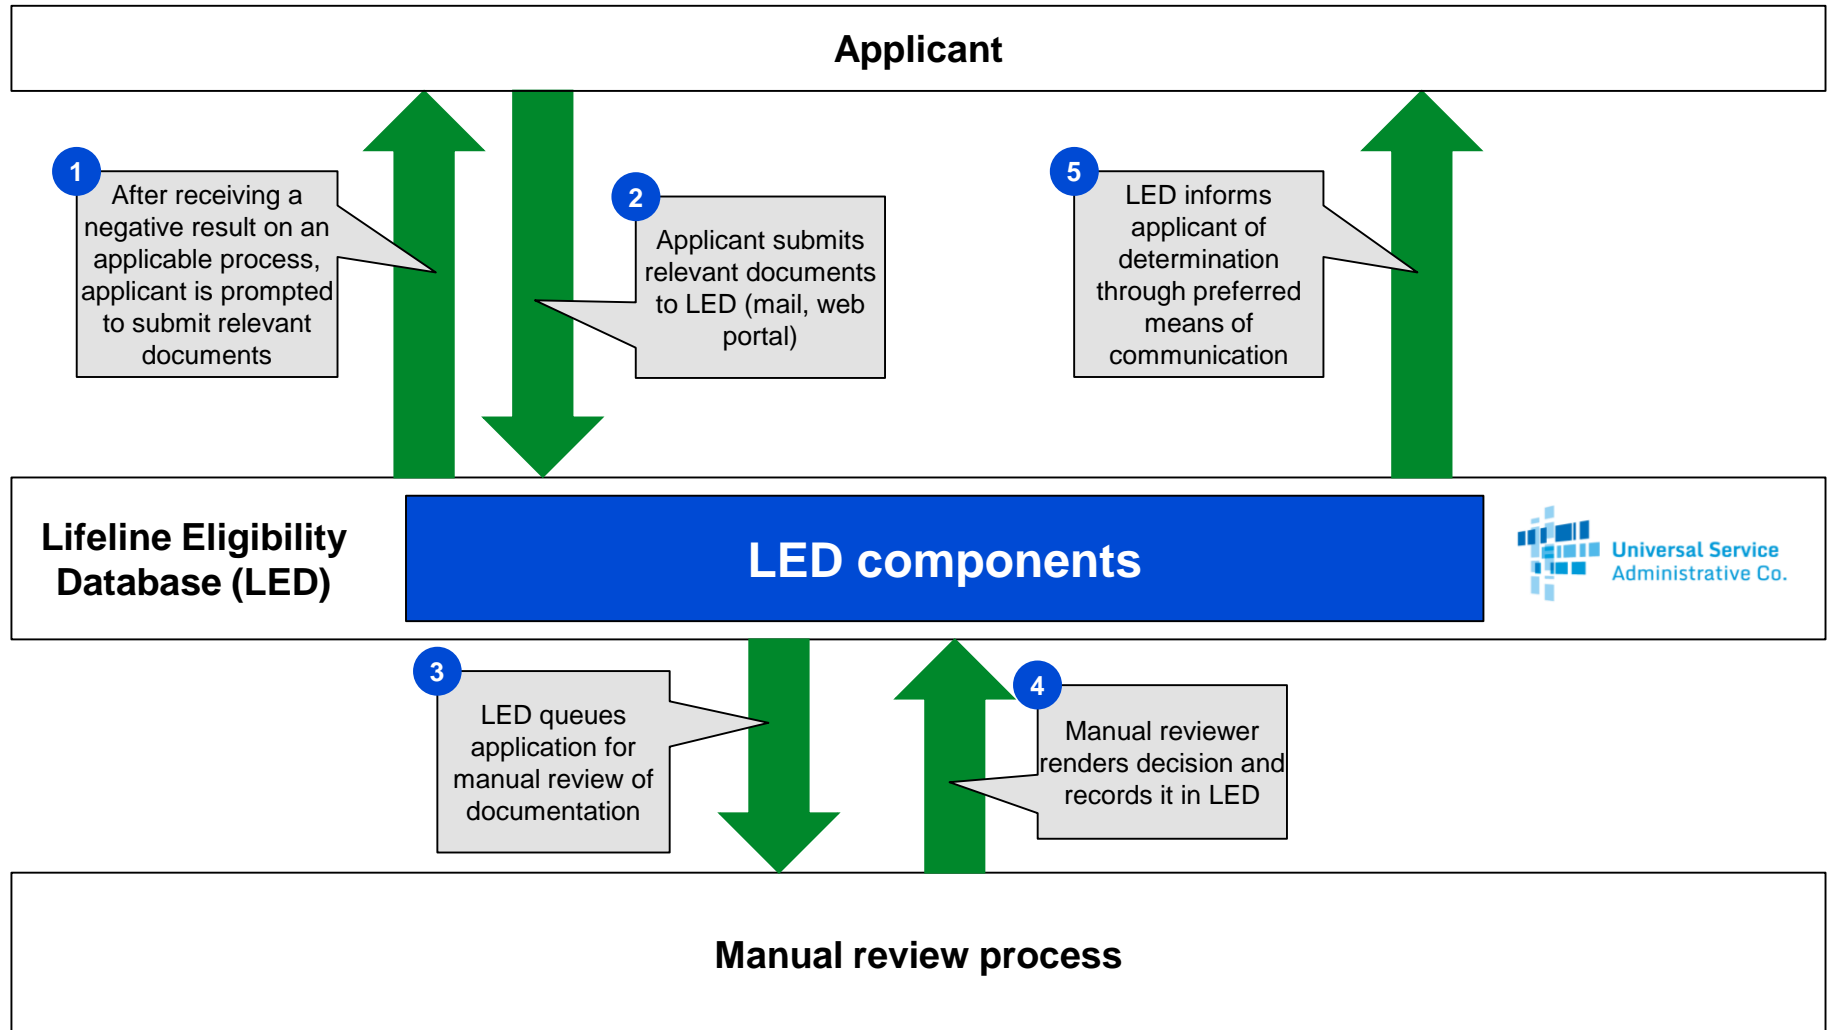 Applicant
1
After receiving a
negative result on an
applicable process,
applicant is prompted
to submit relevant
documents
2
Applicant submits
relevant documents
to LED (mail, web
portal)
5
LED informs
applicant of
determination
through preferred
means of
communication
Lifeline Eligibility
Database (LED)
LED components
Universal Service
Administrative Co.
3
LED queues
application for
manual review of
documentation
4
Manual reviewer
renders decision and
records it in LED
Manual review process